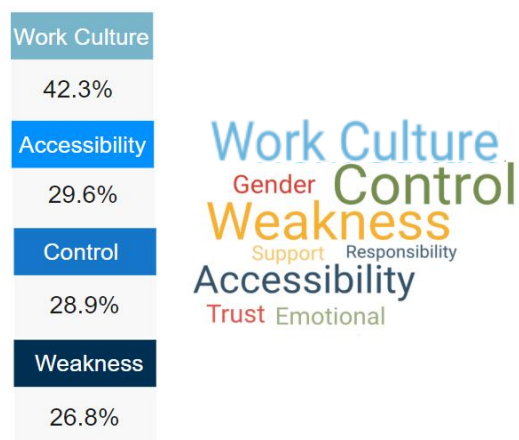 Work Culture
42.3%
Accessibility
29.6%
Control
28.9%
Weakness
26.8%
Work Culture
Gender Control
Weakness
Support Responsibility
Accessibility
Trust Emotional